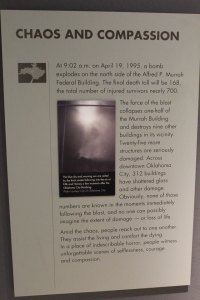 CHAOS AND COMPASSION
At 9:02 a.m. on April 19, 1995, a bomb
explodes on the north side of the Alfred P. Murrah
Federal Building. The final death toll will be 168,
the total number of injured survivors nearly 700.
The force of the blast
collapses one-half of
the Murrah Building
and destroys nine other
buildings in its vicinity.
Twenty-five more
structures are seriously
damaged. Across
downtown Oklahoma
City, 312 buildings
have shattered glass
and other damage.
Obviously, none of those
numbers are known in the moments immediately
following the blast, and no one can possibly
imagine the extent of damage — or loss of life.
Amid the chaos, people reach out to one another.
They assist the living and comfort the dying.
In a place of indescribable horror, people witness
unforgettable scenes of selflessness, courage
and compassion.